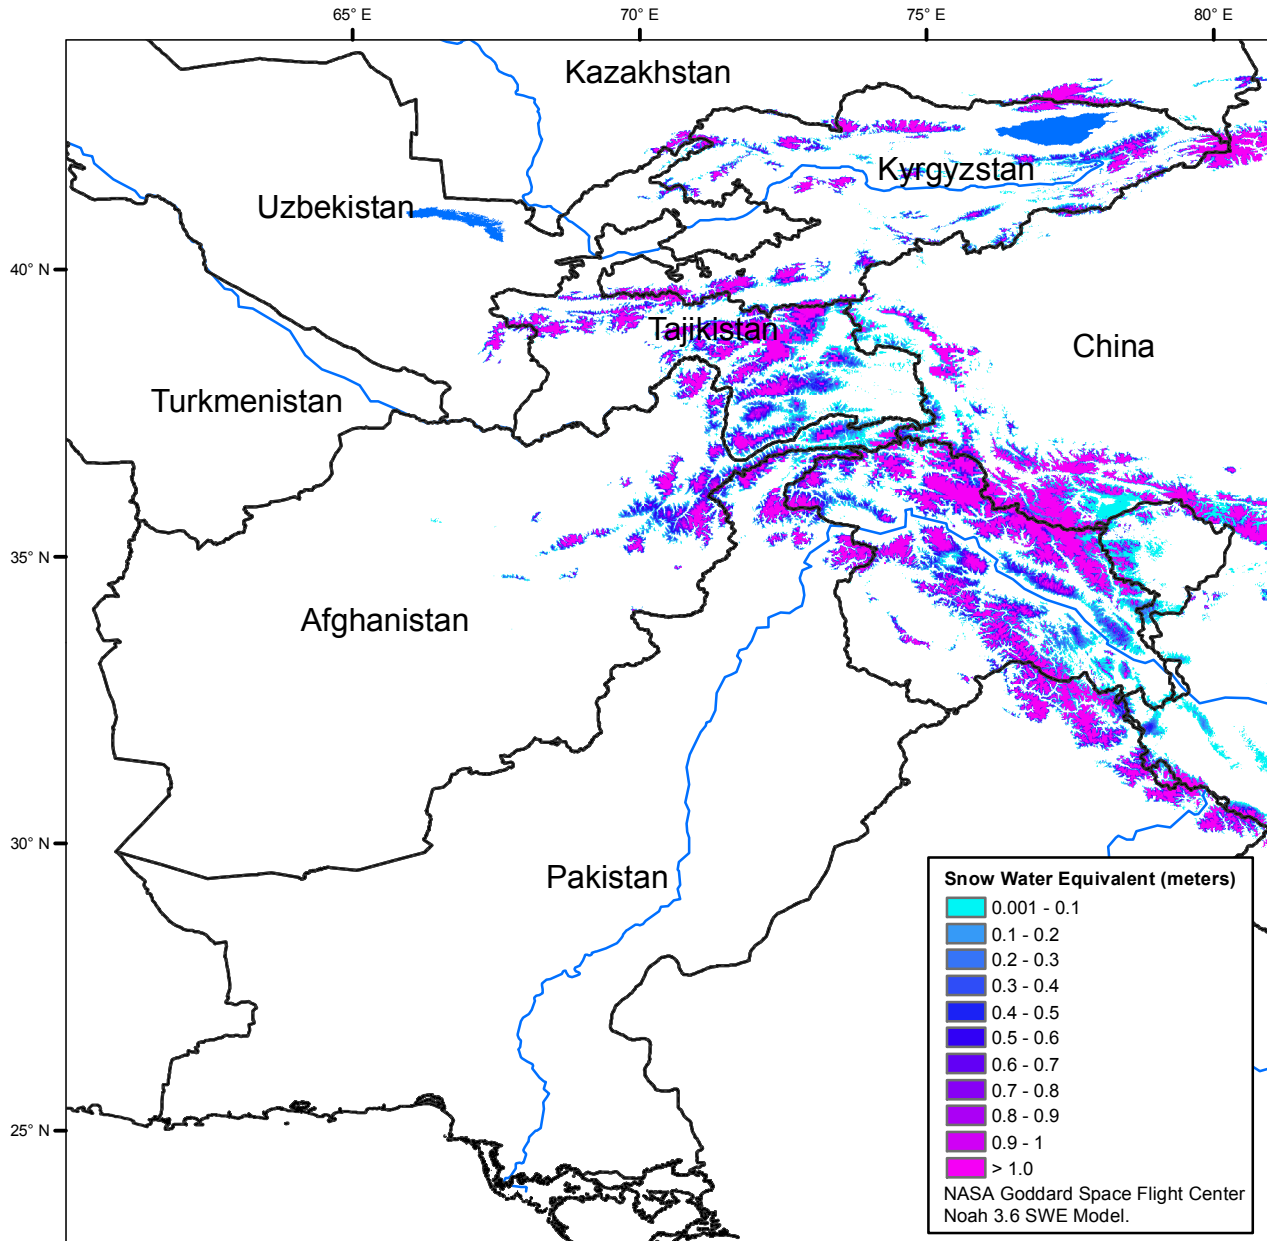 65° E
70° E
75° E
80° E
Kazakhstan
Kyrgyzstan
Uzbekistan
40° N
Tajikistan
China
Turkmenistan
35° N
Afghanistan
30° N
Pakistan
25° N
Snow Water Equivalent (meters)
0.001 - 0.1
0.1 - 0.2
0.2 - 0.3
0.3 - 0.4
0.4 - 0.5
0.5 - 0.6
0.6 - 0.7
0.7 - 0.8
0.8 - 0.9
0.9 - 1
> 1.0
NASA Goddard Space Flight Center
Noah 3.6 SWE Model.